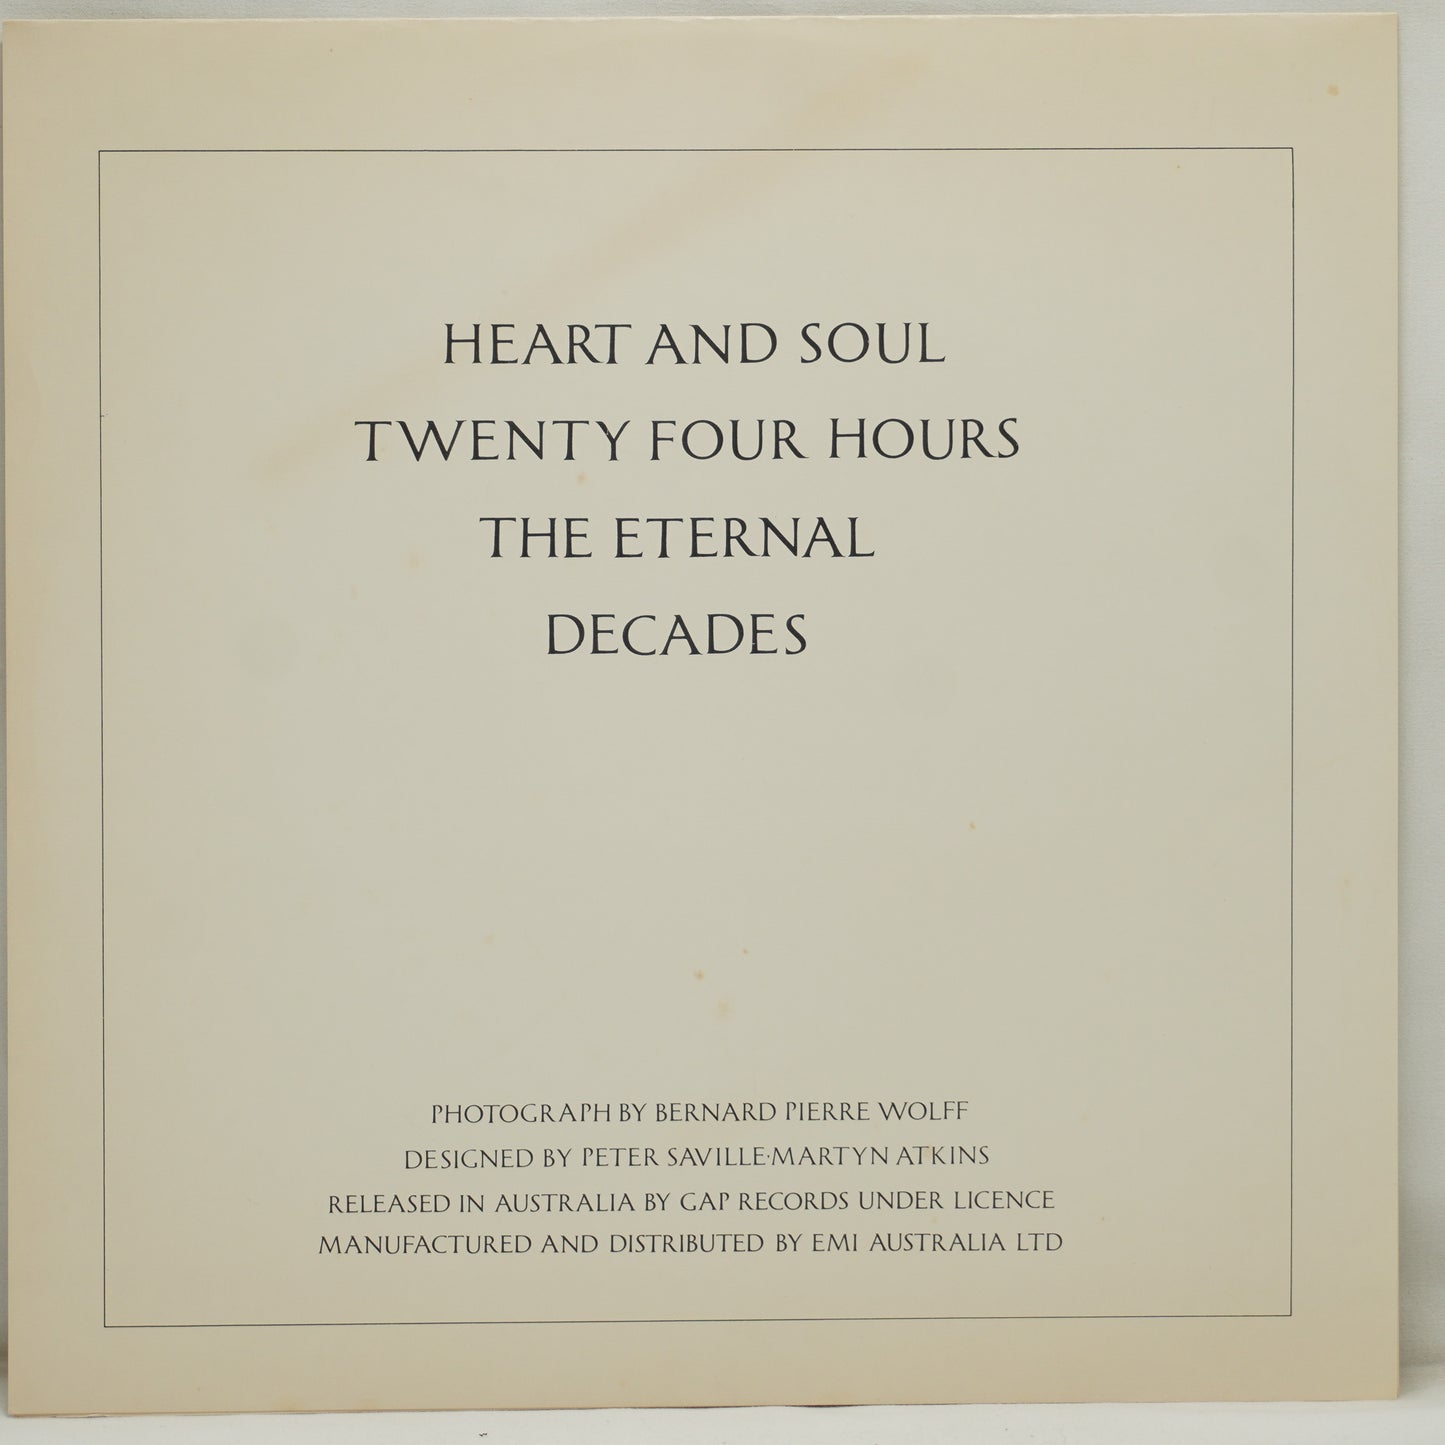 HEART AND SOUL
TWENTY FOUR HOURS
THE ETERNAL
DECADES
PHOTOGRAPH BY BERNARD PIERRE WOLFF
DESIGNED BY PETER SAVILLE·MARTYN ATKINS
RELEASED IN AUSTRALIA BY GAP RECORDS UNDER LICENCE
MANUFACTURED AND DISTRIBUTED BY EMI AUSTRALIA LTD